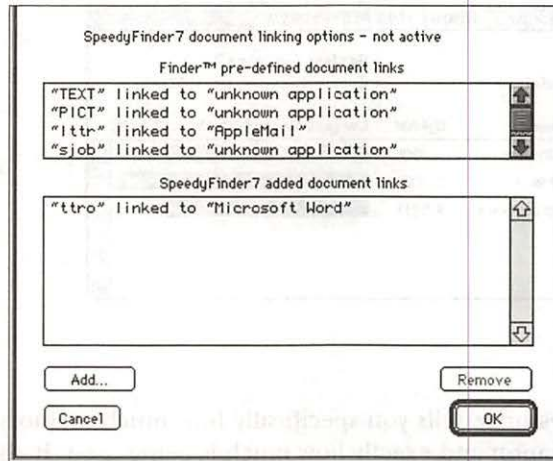 SpeedyFinder7 document linking options - not active
Finder™ pre-defined document links
"TEXT" linked to "unknown application"
"PICT" linked to "unknown application"
"lttr" linked to "AppleMail"
"sjob" linked to "unknown application"
SpeedyFinder7 added document links
"ttro" linked to "Microsoft Word"
Add...
Remove
Cancel
OK